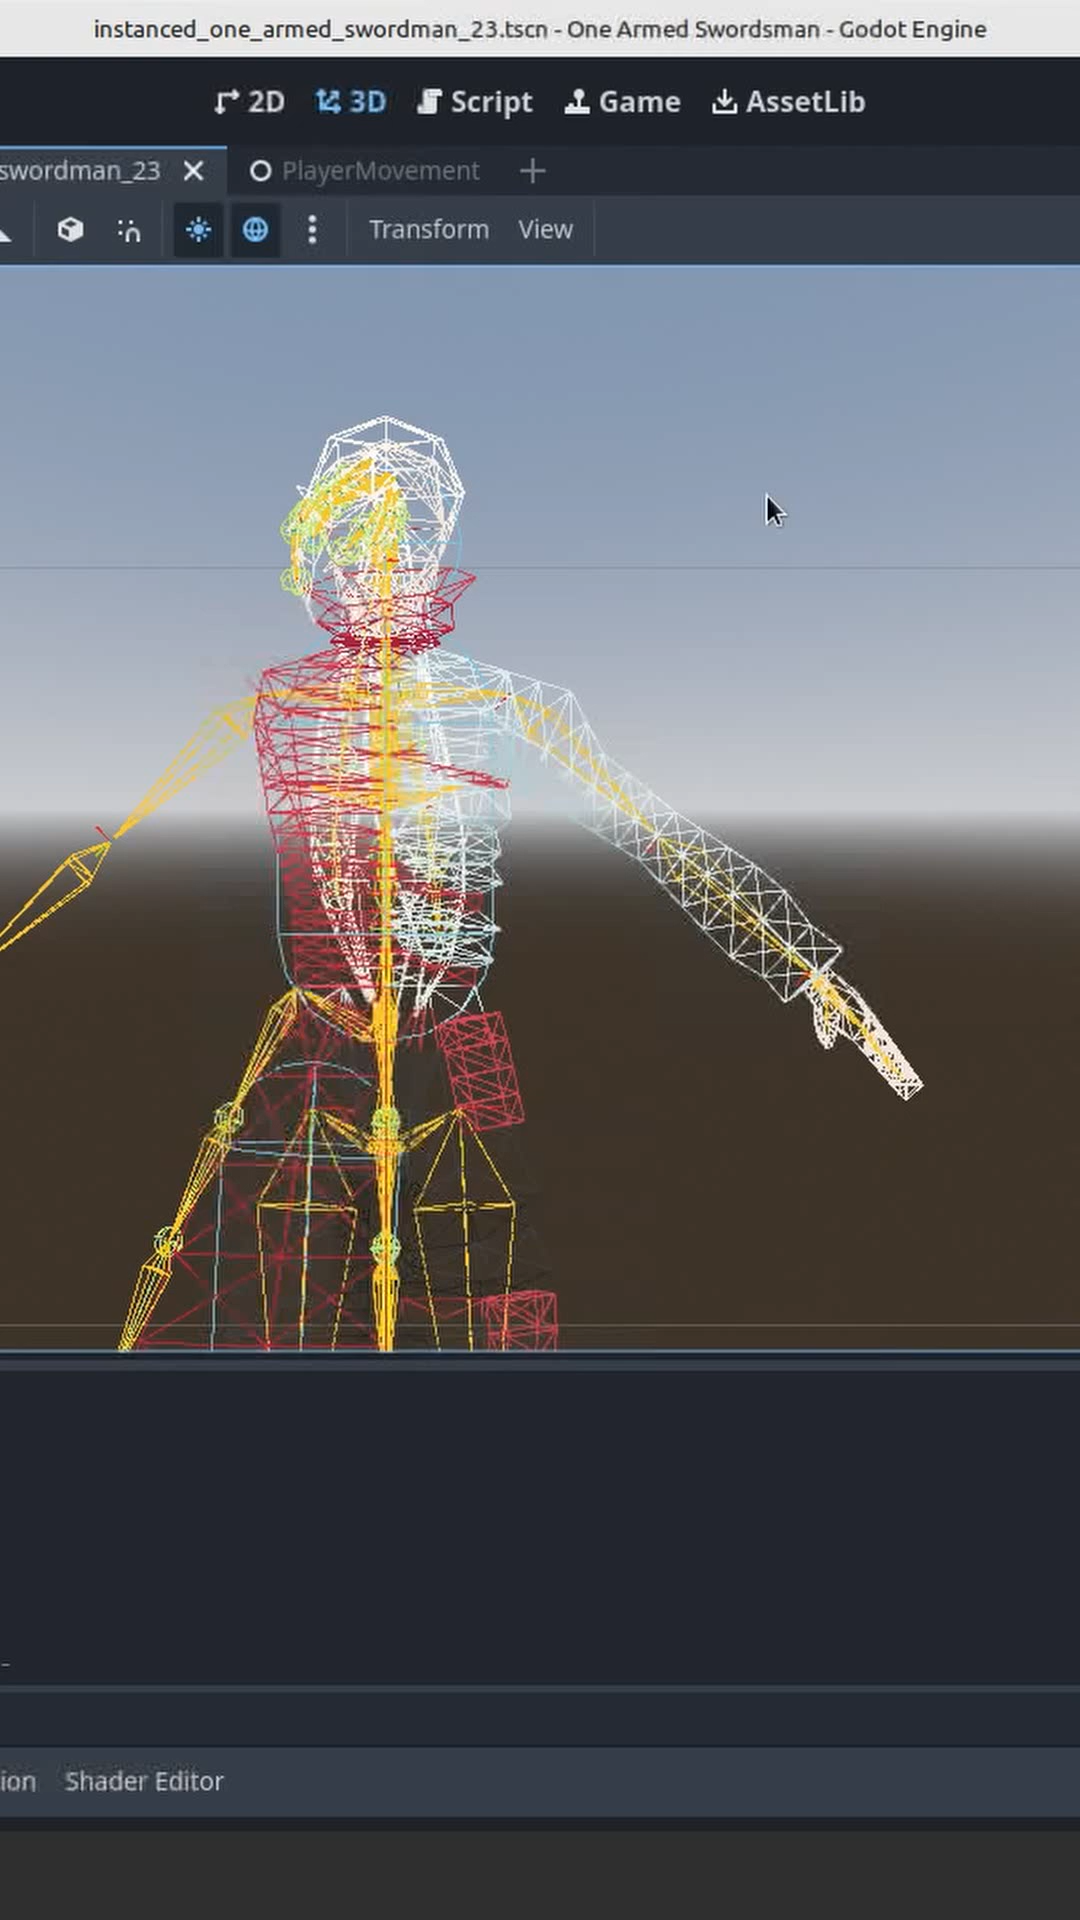 instanced_one_armed_swordman_23.tscn - One Armed Swordsman - Godot Engine
2D 3D Script Game AssetLib
swordman_23 PlayerMovement
Transform View
ion Shader Editor